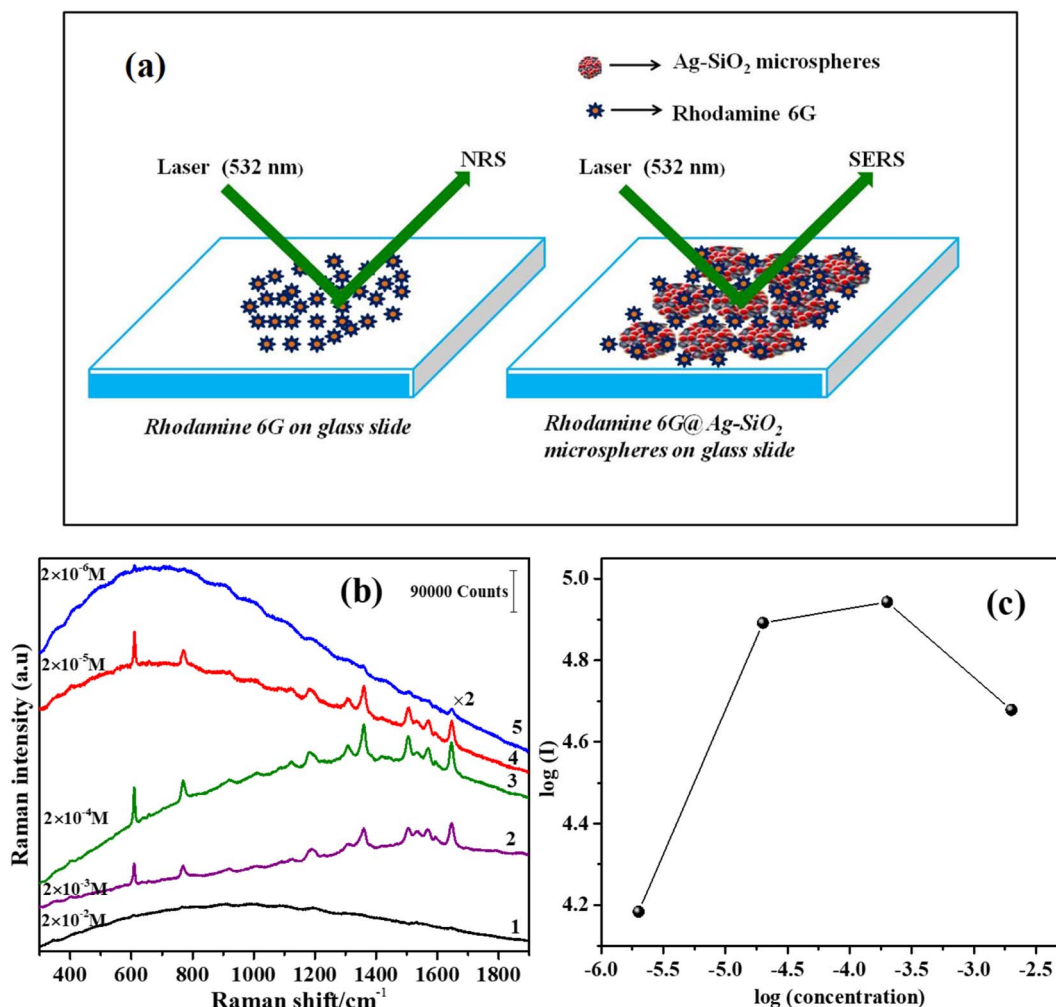 (a)
Ag-SiO2 microspheres
Rhodamine 6G
Laser (532 nm)
NRS
Laser (532 nm)
SERS
Rhodamine 6G on glass slide
Rhodamine 6G@ Ag-SiO2
microspheres on glass slide
(b)
90000 Counts
2×10-6M
2×10-5M
2×10-4M
2×10-3M
2×10-2M
×2
5
4
3
2
1
Raman intensity (a.u)
400 600 800 1000 1200 1400 1600 1800
Raman shift/cm-1
(c)
5.0
4.8
4.6
4.4
4.2
log (I)
-6.0 -5.5 -5.0 -4.5 -4.0 -3.5 -3.0 -2.5
log (concentration)